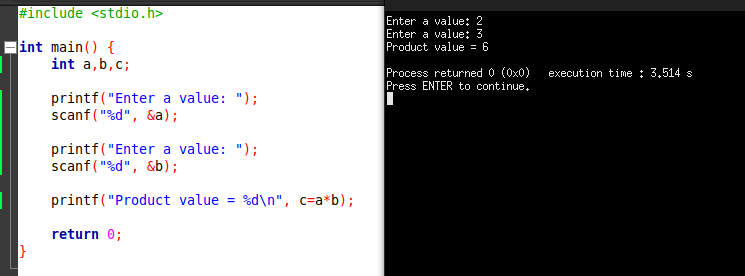 #include <stdio.h>
int main() {
    int a,b,c;
    printf("Enter a value: ");
    scanf("%d", &a);
    printf("Enter a value: ");
    scanf("%d", &b);
    printf("Product value = %d\n", c=a*b);
    return 0;
}
Enter a value: 2
Enter a value: 3
Product value = 6
Process returned 0 (0x0)   execution time : 3.514 s
Press ENTER to continue.